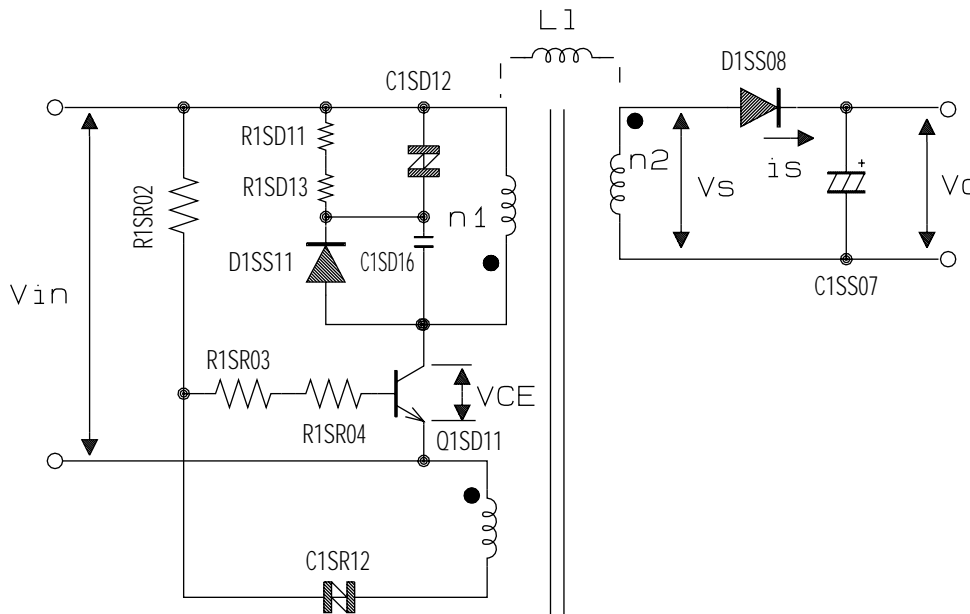 L1
C1SD12
D1SS08
R1SD11
R1SD13
n1
n2
Vs
is
+
R1SR02
D1SS11
C1SD16
C1SS07
Vin
R1SR03
R1SR04
VCE
Q1SD11
C1SR12